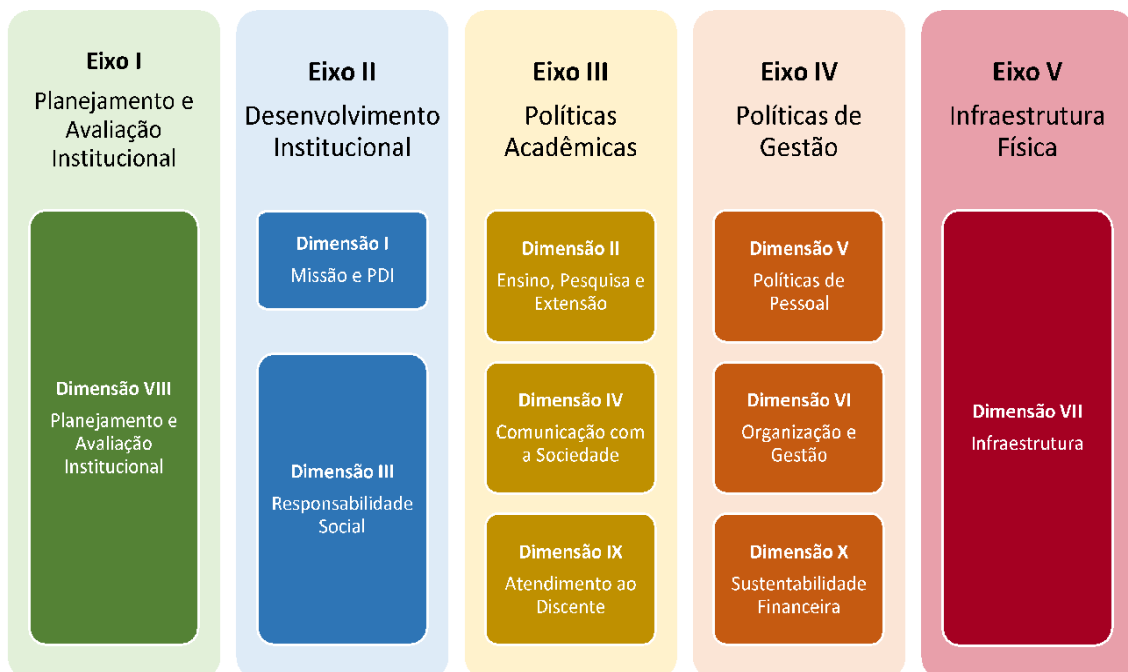 Eixo I
Planejamento e
Avaliação
Institucional
Dimensão VIII
Planejamento e
Avaliação
Institucional
Eixo II
Desenvolvimento
Institucional
Dimensão I
Missão e PDI
Dimensão III
Responsabilidade
Social
Eixo III
Políticas
Acadêmicas
Dimensão II
Ensino, Pesquisa e
Extensão
Dimensão IV
Comunicação com
a Sociedade
Dimensão IX
Atendimento ao
Discente
Eixo IV
Políticas de
Gestão
Dimensão V
Políticas de
Pessoal
Dimensão VI
Organização e
Gestão
Dimensão X
Sustentabilidade
Financeira
Eixo V
Infraestrutura
Física
Dimensão VII
Infraestrutura